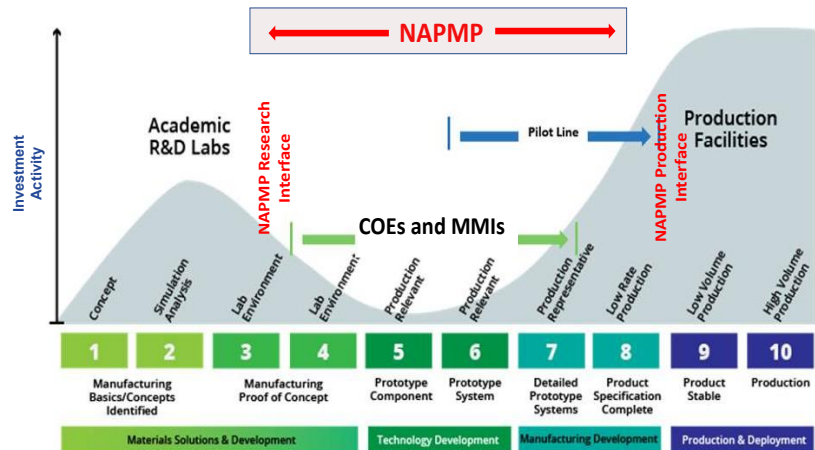 NAPMP
Investment
Activity
Academic
R&D Labs
NAPMP Research
Interface
Pilot Line
NAPMP Production
Interface
Production
Facilities
COEs and MMIs
Concept
Simulation
Analysis
Lab
Environment
Lab
Environment
Production
Relevant
Production
Relevant
Production
Representative
Low Rate
Production
Low Volume
Production
High Volume
Production
1
2
3
4
5
6
7
8
9
10
Manufacturing
Basics/Concepts
Identified
Manufacturing
Proof of Concept
Prototype
Component
Prototype
System
Detailed
Prototype
Systems
Product
Specification
Complete
Product
Stable
Production
Materials Solutions & Development
Technology Development
Manufacturing Development
Production & Deployment